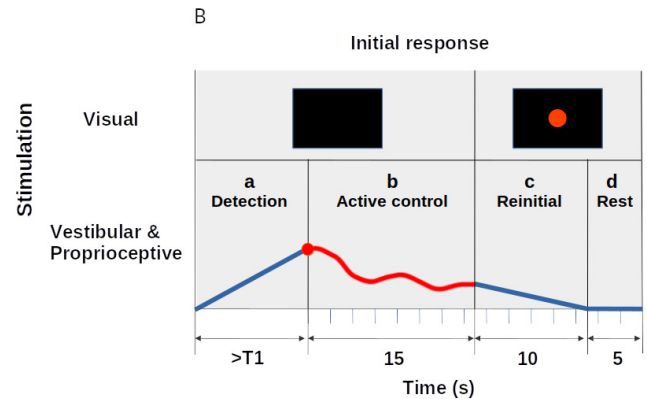 B
Initial response
Stimulation
Visual
a
Detection
b
Active control
c
Reinitial
d
Rest
Vestibular &
Proprioceptive
>T1
15
10
5
Time (s)